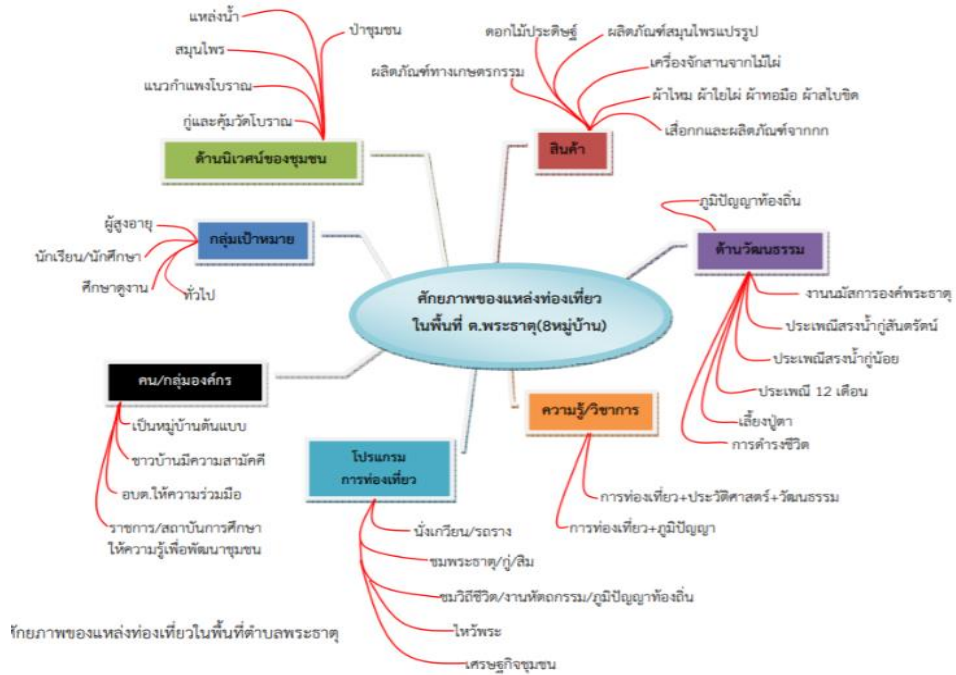 แหล่งน้ำ
ป่าชุมชน
สมุนไพร
แนวกำแพงโบราณ
กู่และคุ้มวัดโบราณ
ด้านนิเวศน์ของชุมชน
ดอกไม้ประดิษฐ์
ผลิตภัณฑ์สมุนไพรแปรรูป
ผลิตภัณฑ์ทางเกษตรกรรม
เครื่องจักสานจากไม้ไผ่
ผ้าไหม ผ้าใยไผ่ ผ้าทอมือ ผ้าสไบขิด
เสื่อกกและผลิตภัณฑ์จากกก
สินค้า
ผู้สูงอายุ
นักเรียน/นักศึกษา
ศึกษาดูงาน
ทั่วไป
กลุ่มเป้าหมาย
ภูมิปัญญาท้องถิ่น
ด้านวัฒนธรรม
งานนมัสการองค์พระธาตุ
ประเพณีสรงน้ำกู่สันตรัตน์
ประเพณีสรงน้ำกู่น้อย
ประเพณี 12 เดือน
เลี้ยงปู่ตา
การดำรงชีวิต
ศักยภาพของแหล่งท่องเที่ยว
ในพื้นที่ ต.พระธาตุ(8หมู่บ้าน)
คน/กลุ่มองค์กร
เป็นหมู่บ้านต้นแบบ
ชาวบ้านมีความสามัคคี
อบต.ให้ความร่วมมือ
ราชการ/สถาบันการศึกษา
ให้ความรู้เพื่อพัฒนาชุมชน
ความรู้/วิชาการ
การท่องเที่ยว+ประวัติศาสตร์+วัฒนธรรม
การท่องเที่ยว+ภูมิปัญญา
โปรแกรม
การท่องเที่ยว
นั่งเกวียน/รถราง
ชมพระธาตุ/กู่/สิม
ชมวิถีชีวิต/งานหัตถกรรม/ภูมิปัญญาท้องถิ่น
ไหว้พระ
เศรษฐกิจชุมชน
ศักยภาพของแหล่งท่องเที่ยวในพื้นที่ตำบลพระธาตุ